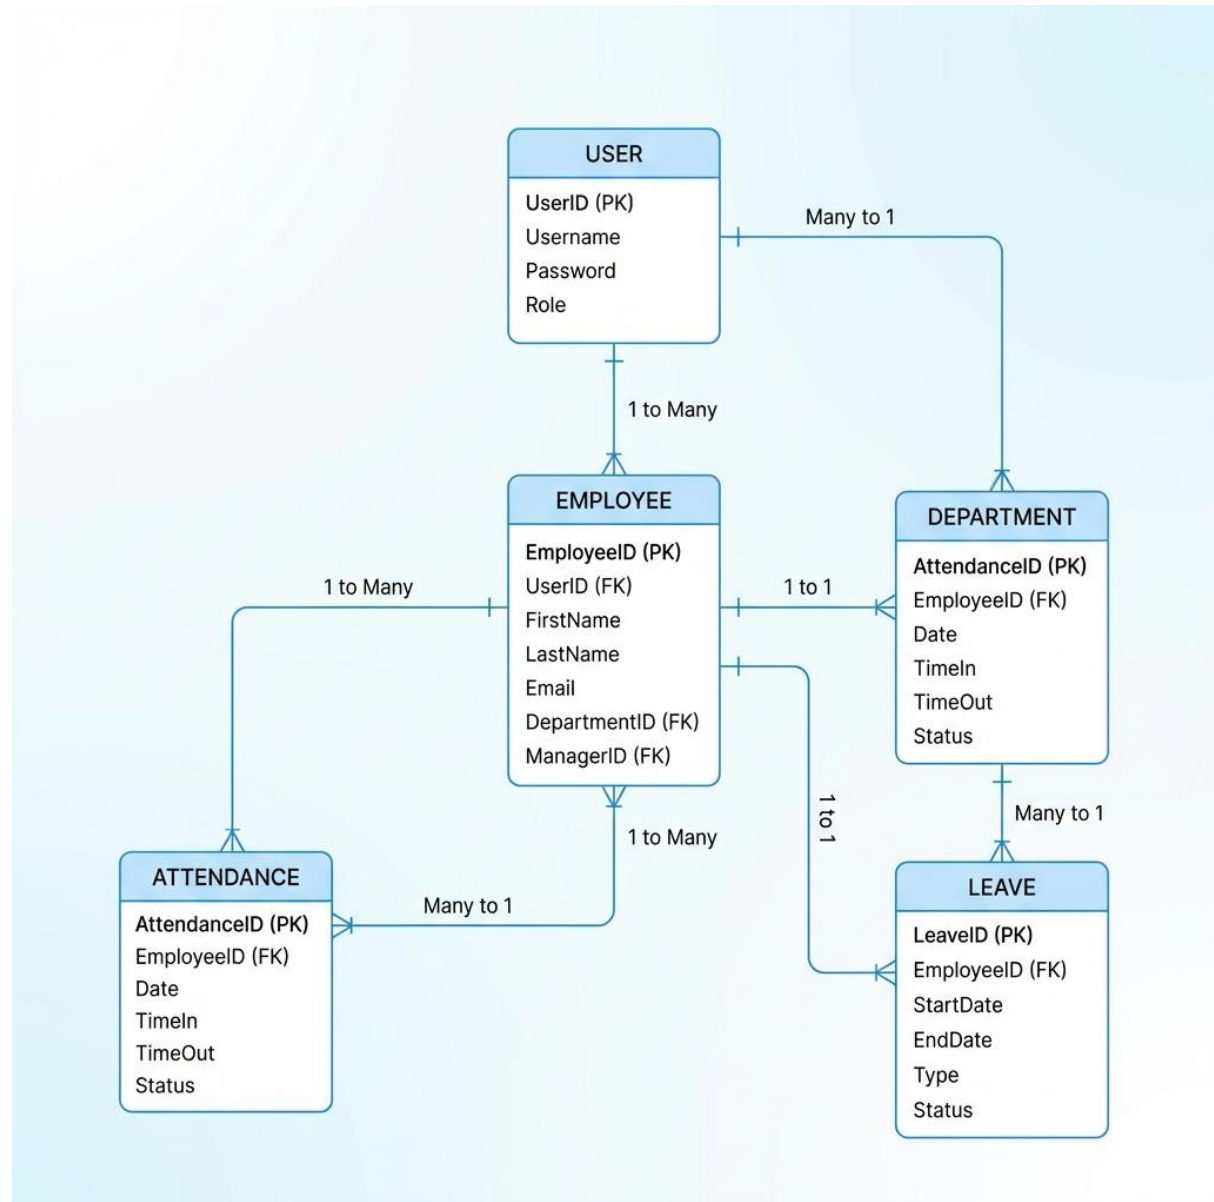 USER
UserID (PK)
Username
Password
Role
Many to 1
1 to Many
EMPLOYEE
EmployeeID (PK)
UserID (FK)
FirstName
LastName
Email
DepartmentID (FK)
ManagerID (FK)
1 to 1
DEPARTMENT
AttendanceID (PK)
EmployeeID (FK)
Date
TimeIn
TimeOut
Status
1 to Many
1 to 1
1 to Many
Many to 1
Many to 1
ATTENDANCE
AttendanceID (PK)
EmployeeID (FK)
Date
TimeIn
TimeOut
Status
LEAVE
LeaveID (PK)
EmployeeID (FK)
StartDate
EndDate
Type
Status